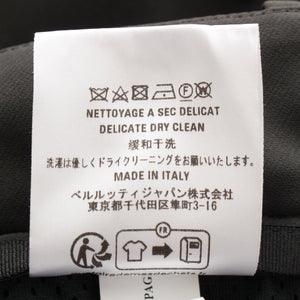 NETTOYAGE A SEC DELICAT
DELICATE DRY CLEAN
缓和干洗
洗濯は優しくドライクリーニングをお願いいたします。
MADE IN ITALY
ベルルッティジャパン株式会社
東京都千代田区隼町3-16
FR